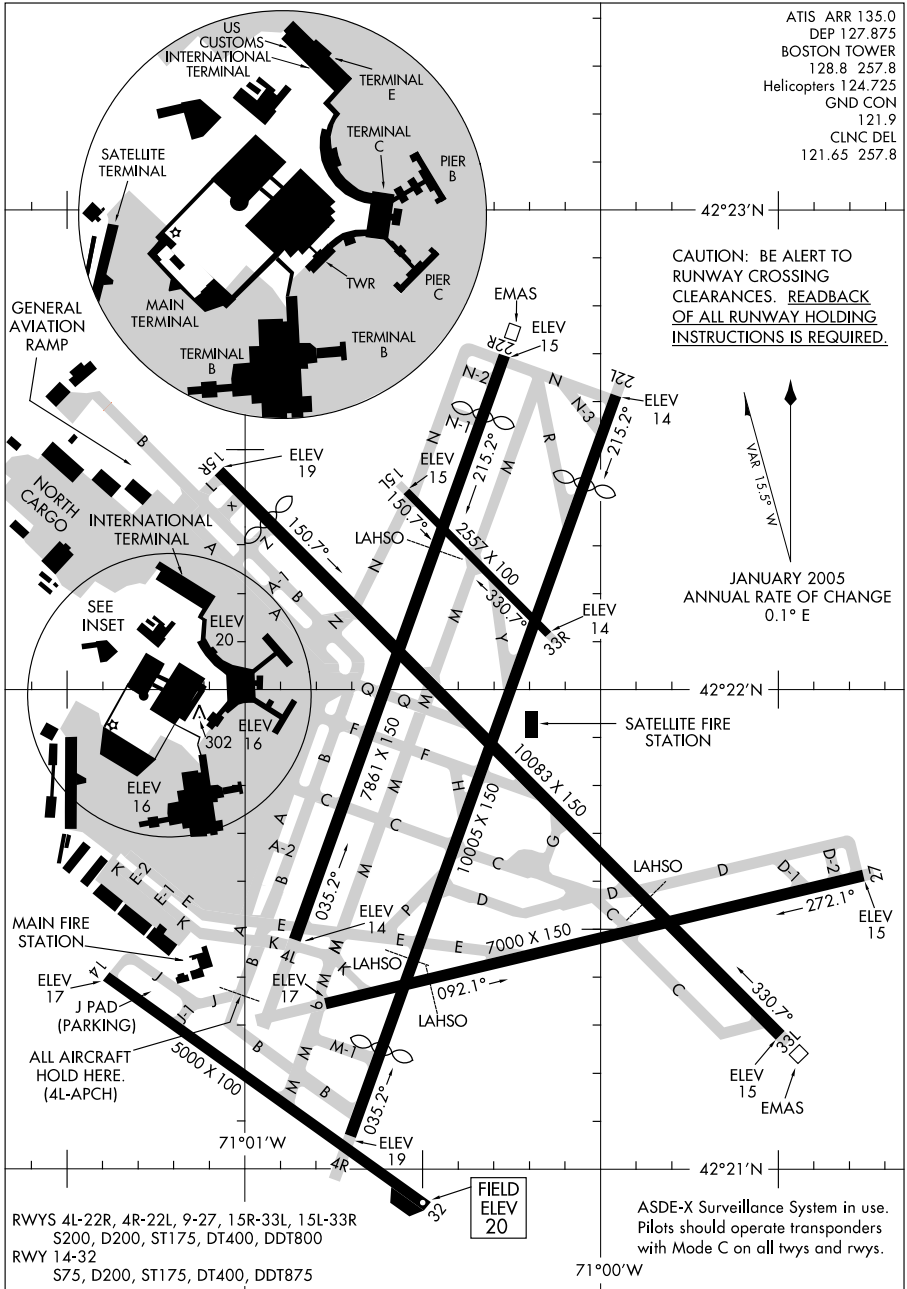 ATIS ARR 135.0
DEP 127.875
BOSTON TOWER
128.8 257.8
Helicopters 124.725
GND CON
121.9
CLNC DEL
121.65 257.8
US
CUSTOMS
INTERNATIONAL
TERMINAL
TERMINAL
E
TERMINAL
C
PIER
B
SATELLITE
TERMINAL
TWR
PIER
C
MAIN
TERMINAL
TERMINAL
B
TERMINAL
B
42°23'N
CAUTION: BE ALERT TO
RUNWAY CROSSING
CLEARANCES. READBACK
OF ALL RUNWAY HOLDING
INSTRUCTIONS IS REQUIRED.
GENERAL
AVIATION
RAMP
EMAS
22R
ELEV
15
N-2
N
22L
N-3
ELEV
14
N-1
N
215.2°
M
R
215.2°
VAR 15.5° W
JANUARY 2005
ANNUAL RATE OF CHANGE
0.1° E
B
15R
ELEV
19
L
x
ELEV
15
15L
150.7°
LAHSO
2557 X 100
330.7°
33R
ELEV
14
NORTH
CARGO
INTERNATIONAL
TERMINAL
A
A-1
B
A
N
N
N
150.7°
M
Y
SEE
INSET
ELEV
20
42°22'N
Q
Q
M
F
F
ELEV
16
302
ELEV
16
SATELLITE FIRE
STATION
B
C
7861 X 150
M
H
10083 X 150
10005 X 150
A
A-2
B
C
C
G
M
P
D
D
C
D
D-1
D-2
LAHSO
27
272.1°
ELEV
15
K
E-2
E-1
E
K
035.2°
ELEV
14
MAIN FIRE
STATION
A
B
E
K
4L
M
M
K
E
E
7000 X 150
LAHSO
LAHSO
092.1°
C
14
ELEV
17
J
J
J-1
J PAD
(PARKING)
ELEV
17
9
M-1
M
M
B
B
ALL AIRCRAFT
HOLD HERE.
(4L-APCH)
5000 X 100
035.2°
330.7°
33L
ELEV
15
EMAS
71°01'W
4R
ELEV
19
42°21'N
32
FIELD
ELEV
20
RWYS 4L-22R, 4R-22L, 9-27, 15R-33L, 15L-33R
S200, D200, ST175, DT400, DDT800
RWY 14-32
S75, D200, ST175, DT400, DDT875
ASDE-X Surveillance System in use.
Pilots should operate transponders
with Mode C on all twys and rwys.
71°00'W